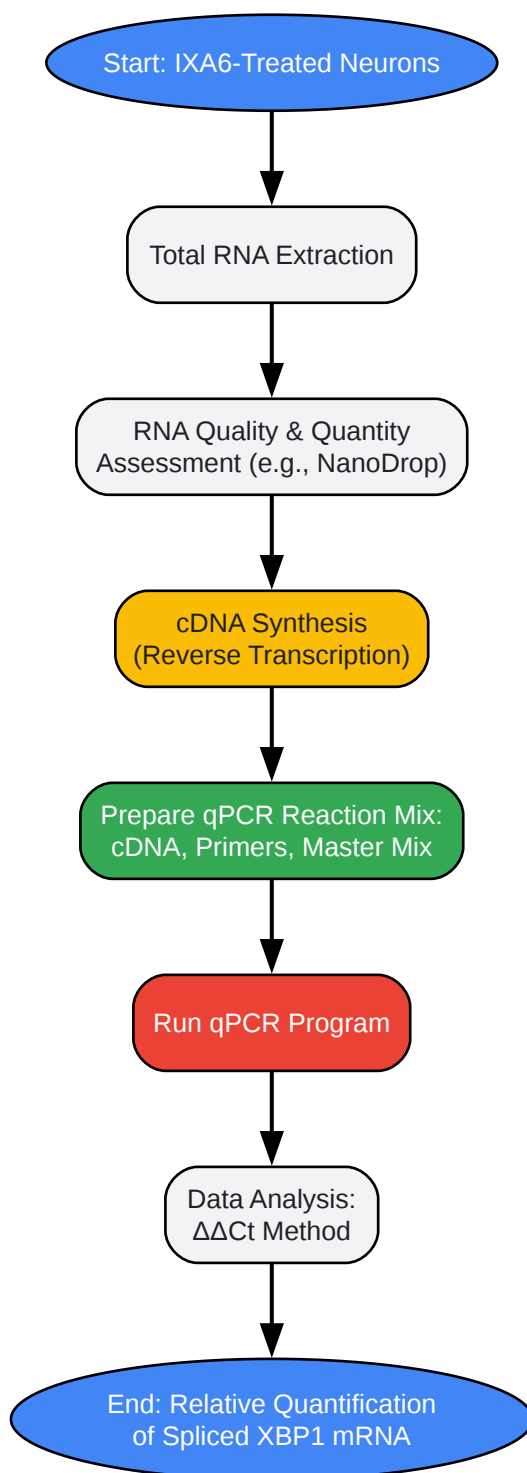 Start: IXA6-Treated Neurons
Total RNA Extraction
RNA Quality & Quantity
Assessment (e.g., NanoDrop)
cDNA Synthesis
(Reverse Transcription)
Prepare qPCR Reaction Mix:
cDNA, Primers, Master Mix
Run qPCR Program
Data Analysis:
ΔΔCt Method
End: Relative Quantification
of Spliced XBP1 mRNA